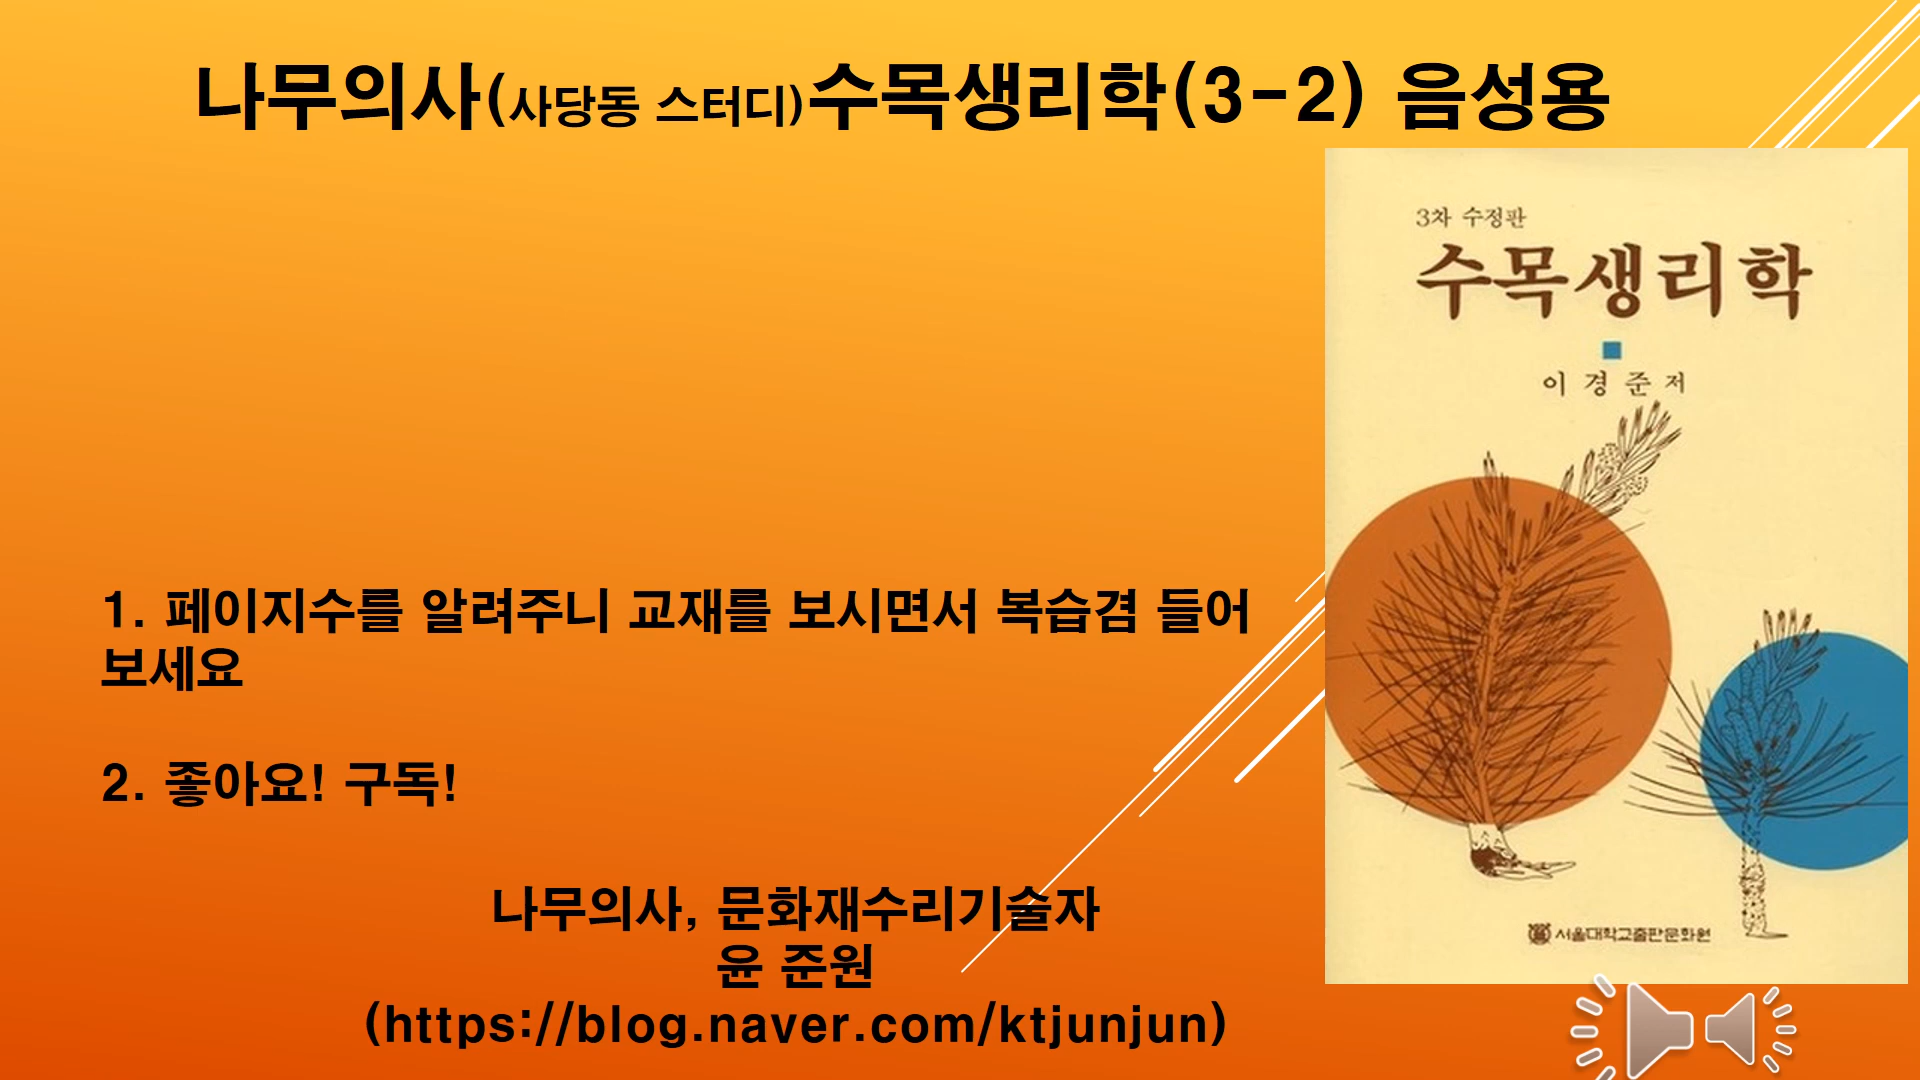 나무의사(사당동 스터디)수목생리학(3-2) 음성용
3차 수정판
수목생리학
이경준 저
서울대학교출판문화원
1. 페이지수를 알려주니 교재를 보시면서 복습겸 들어
보세요
2. 좋아요! 구독!
나무의사, 문화재수리기술자
윤 준원
(https://blog.naver.com/ktjunjun)